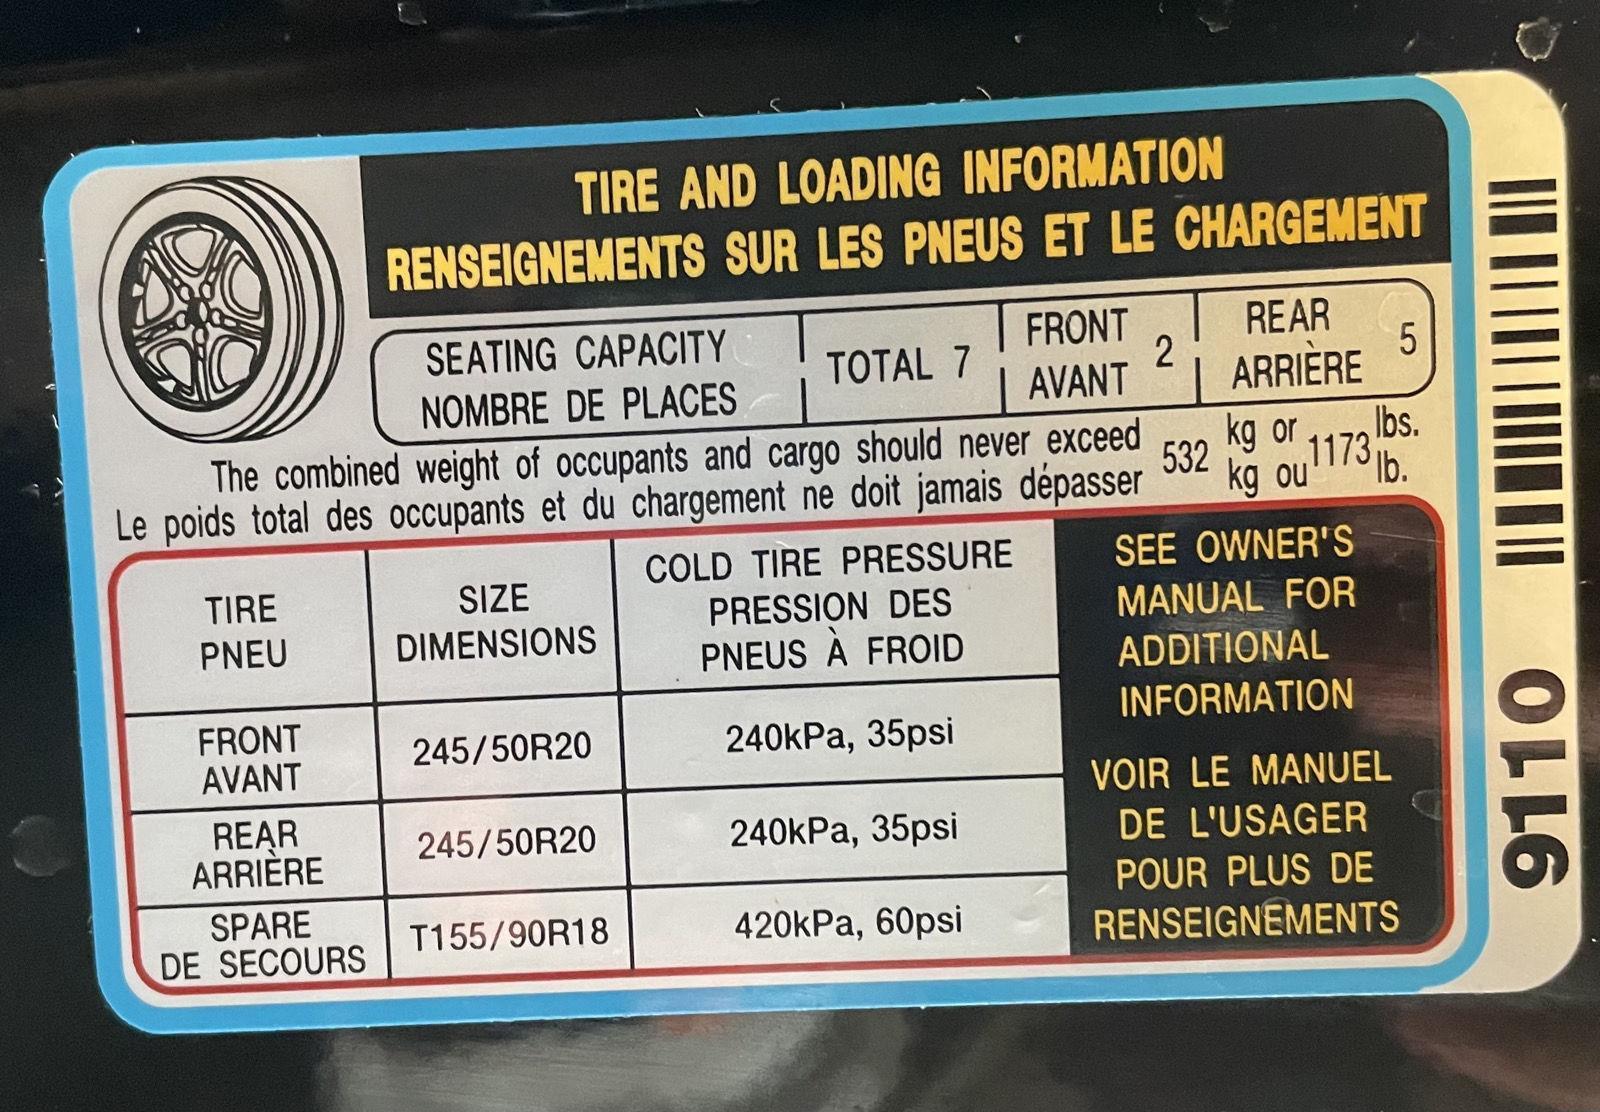 TIRE AND LOADING INFORMATION
RENSEIGNEMENTS SUR LES PNEUS ET LE CHARGEMENT
SEATING CAPACITY
NOMBRE DE PLACES
TOTAL 7
FRONT
AVANT
2
REAR
ARRIÈRE
5
The combined weight of occupants and cargo should never exceed 532 kg or 1173 lbs.
Le poids total des occupants et du chargement ne doit jamais dépasser kg ou lb.
TIRE
PNEU
SIZE
DIMENSIONS
COLD TIRE PRESSURE
PRESSION DES
PNEUS À FROID
FRONT
AVANT
245/50R20
240kPa, 35psi
REAR
ARRIÈRE
245/50R20
240kPa, 35psi
SPARE
DE SECOURS
T155/90R18
420kPa, 60psi
SEE OWNER'S
MANUAL FOR
ADDITIONAL
INFORMATION
VOIR LE MANUEL
DE L'USAGER
POUR PLUS DE
RENSEIGNEMENTS
9110